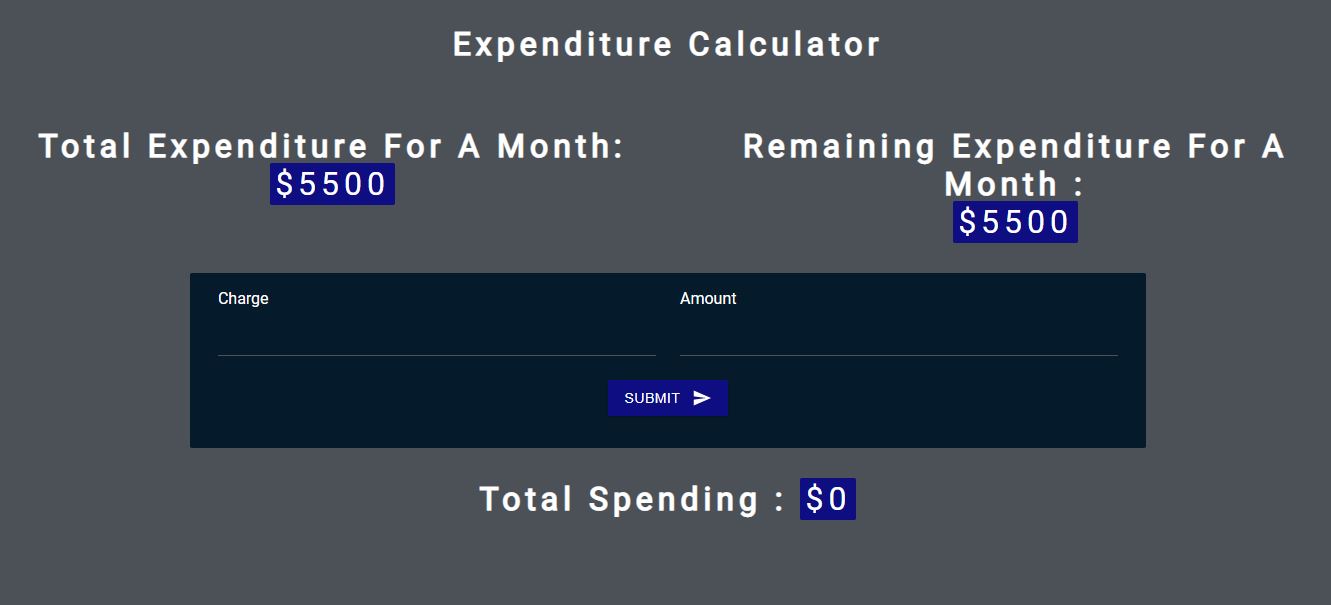 Expenditure Calculator
Total Expenditure For A Month:
$5500
Remaining Expenditure For A
Month :
$5500
Charge
Amount
SUBMIT
Total Spending : $0